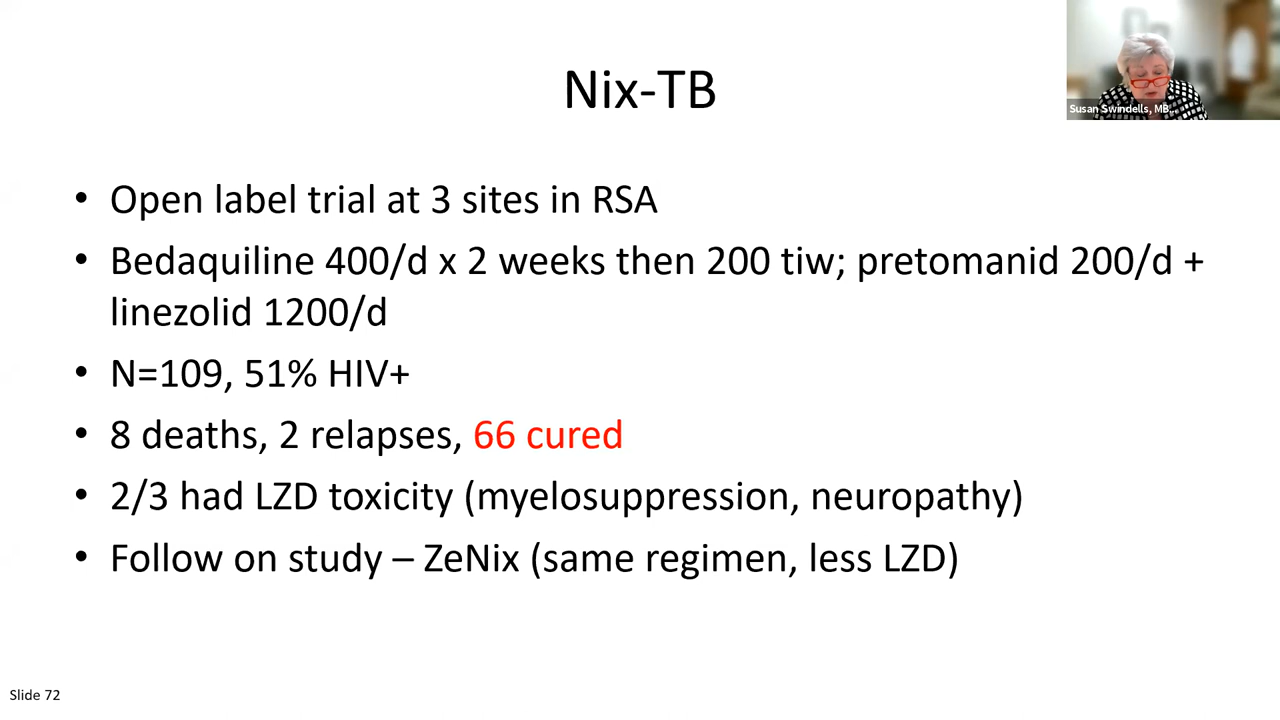 Nix-TB
Susan Swindells, MB...
• Open label trial at 3 sites in RSA
• Bedaquiline 400/d x 2 weeks then 200 tiw; pretomanid 200/d +
linezolid 1200/d
• N=109, 51% HIV+
• 8 deaths, 2 relapses, 66 cured
• 2/3 had LZD toxicity (myelosuppression, neuropathy)
• Follow on study – ZeNix (same regimen, less LZD)
Slide 72